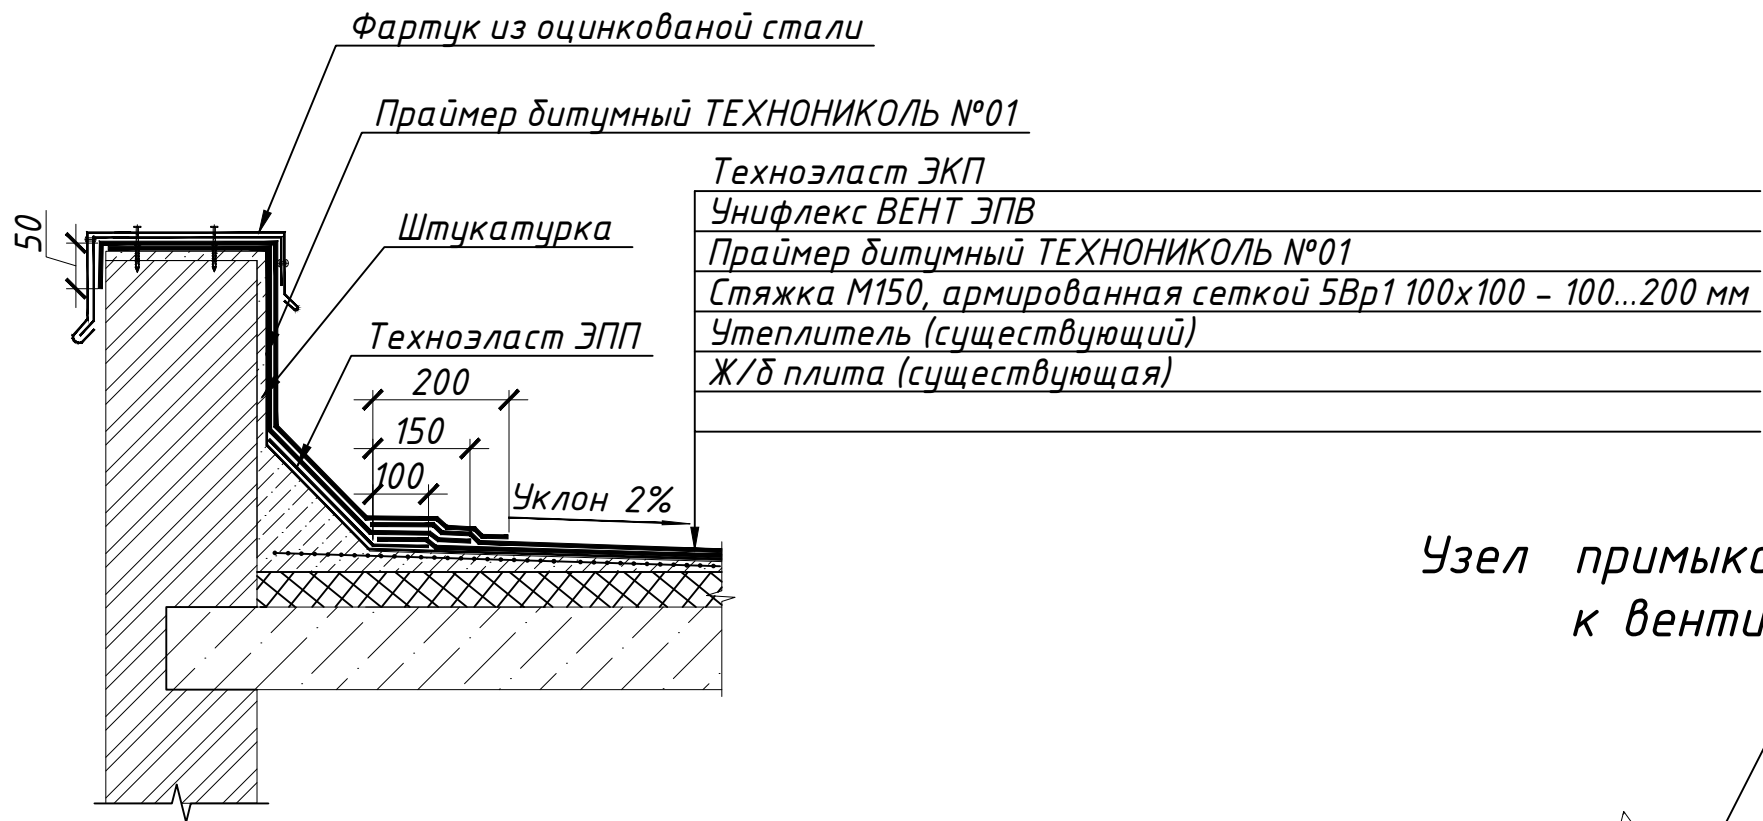 Фартук из оцинкованой стали
Праймер битумный ТЕХНОНИКОЛЬ №01
Техноэласт ЭКП
Унифлекс ВЕНТ ЭПВ
Праймер битумный ТЕХНОНИКОЛЬ №01
Стяжка М150, армированная сеткой 5Вр1 100х100 – 100...200 мм
Утеплитель (существующий)
Ж/б плита (существующая)
50
Штукатурка
Техноэласт ЭПП
200
150
100
Уклон 2%
Узел
к